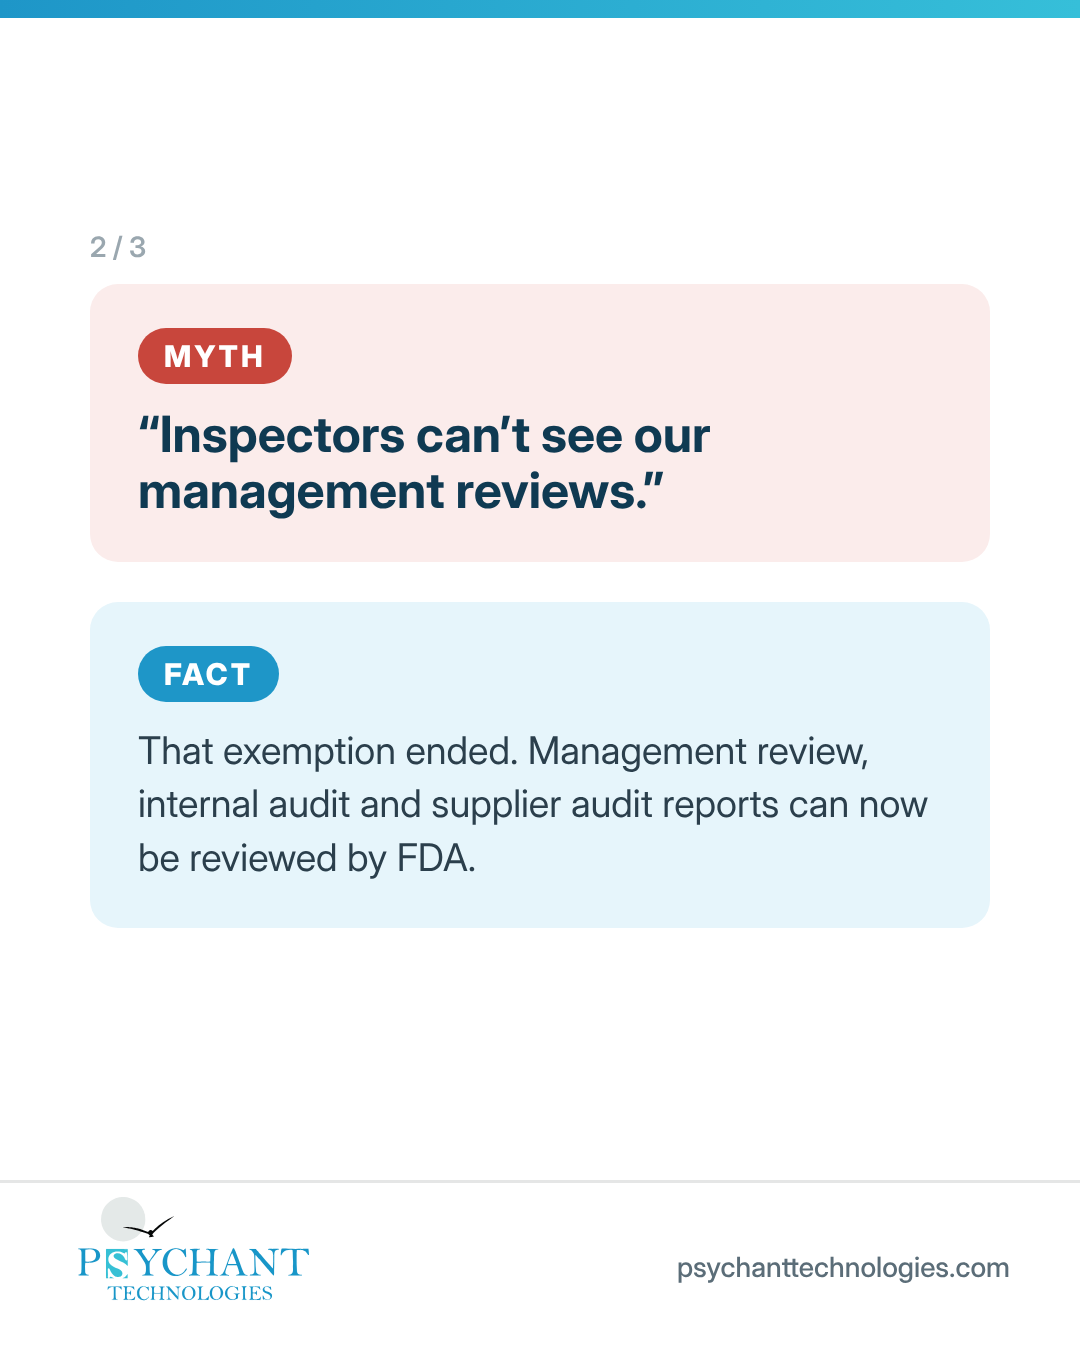 2 / 3
MYTH
“Inspectors can’t see our
management reviews.”
FACT
That exemption ended. Management review,
internal audit and supplier audit reports can now
be reviewed by FDA.
PSYCHANT
TECHNOLOGIES
psychanttechnologies.com